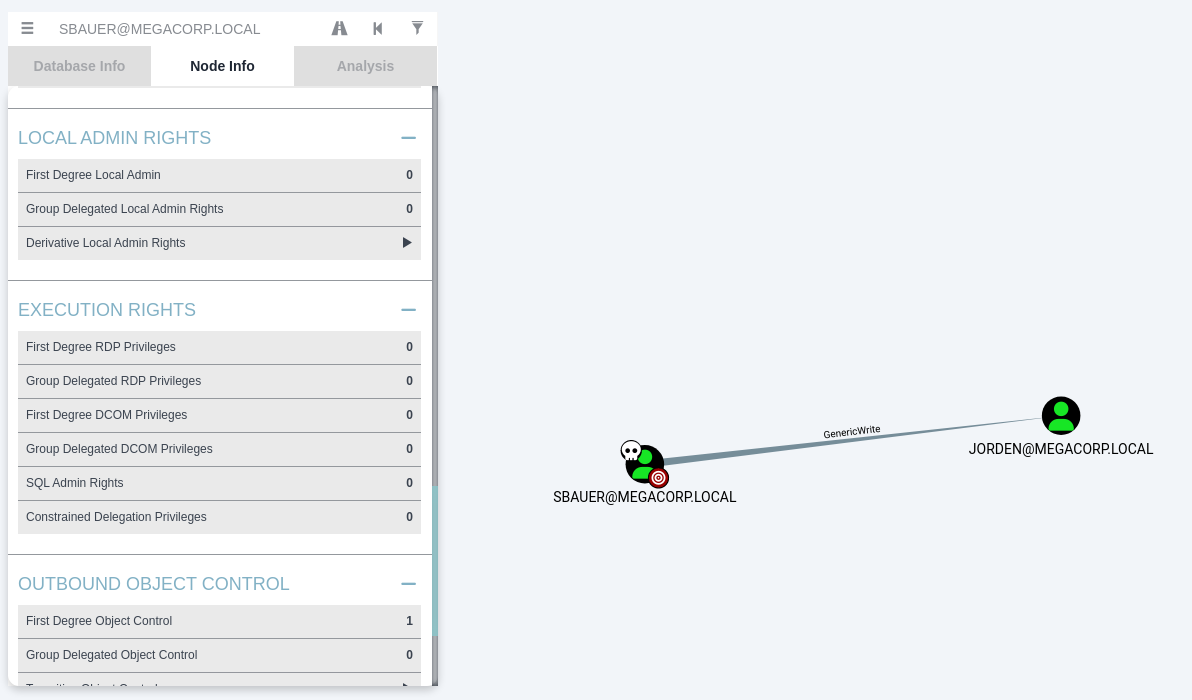 SBAUER@MEGACORP.LOCAL
Database Info Node Info Analysis
LOCAL ADMIN RIGHTS
First Degree Local Admin 0
Group Delegated Local Admin Rights 0
Derivative Local Admin Rights
EXECUTION RIGHTS
First Degree RDP Privileges 0
Group Delegated RDP Privileges 0
First Degree DCOM Privileges 0
Group Delegated DCOM Privileges 0
SQL Admin Rights 0
Constrained Delegation Privileges 0
OUTBOUND OBJECT CONTROL
First Degree Object Control 1
Group Delegated Object Control 0
GenericWrite
JORDEN@MEGACORP.LOCAL
SBAUER@MEGACORP.LOCAL